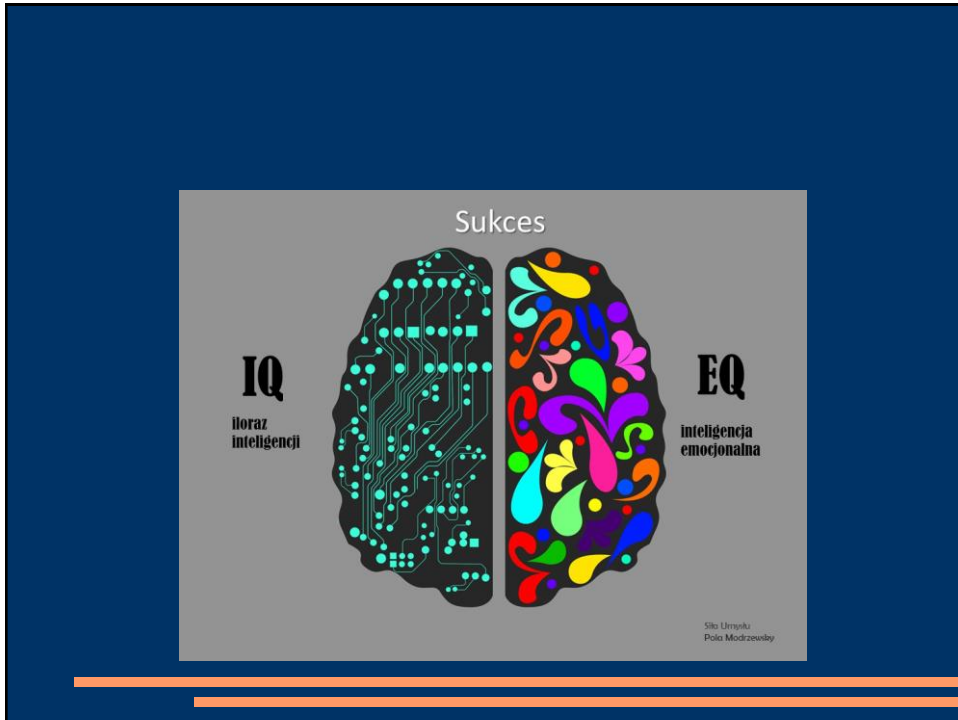 Sukces
IQ
iloraz
inteligencji
EQ
inteligencja
emocjonalna
Siła Umysłu
Pola Modrzewsky